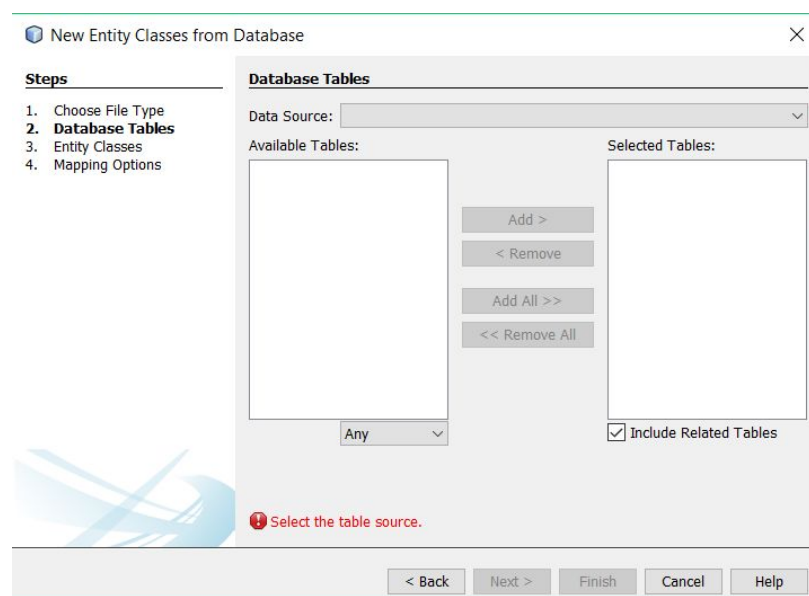 New Entity Classes from Database
Steps
1. Choose File Type
2. Database Tables
3. Entity Classes
4. Mapping Options
Database Tables
Data Source:
Available Tables:
Selected Tables:
Add >
< Remove
Add All >>
<< Remove All
Any
Include Related Tables
Select the table source.
< Back Next > Finish Cancel Help